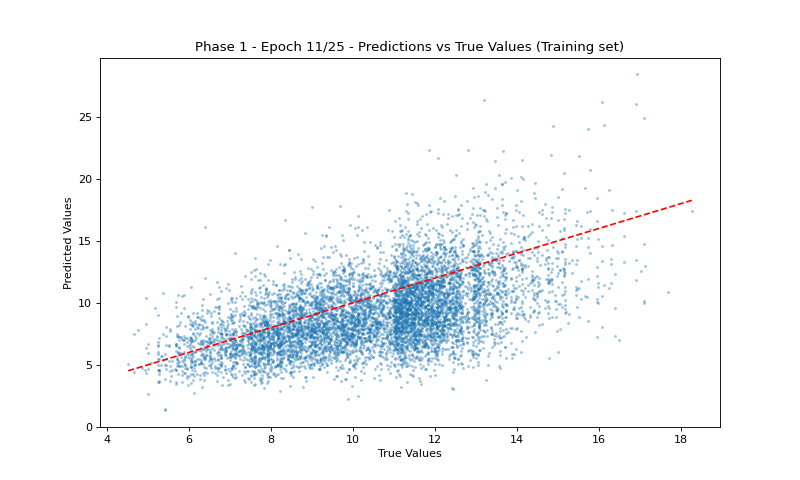 Phase 1 - Epoch 11/25 - Predictions vs True Values (Training set)
Predicted Values
25
20
15
10
5
0
4 6 8 10 12 14 16 18
True Values